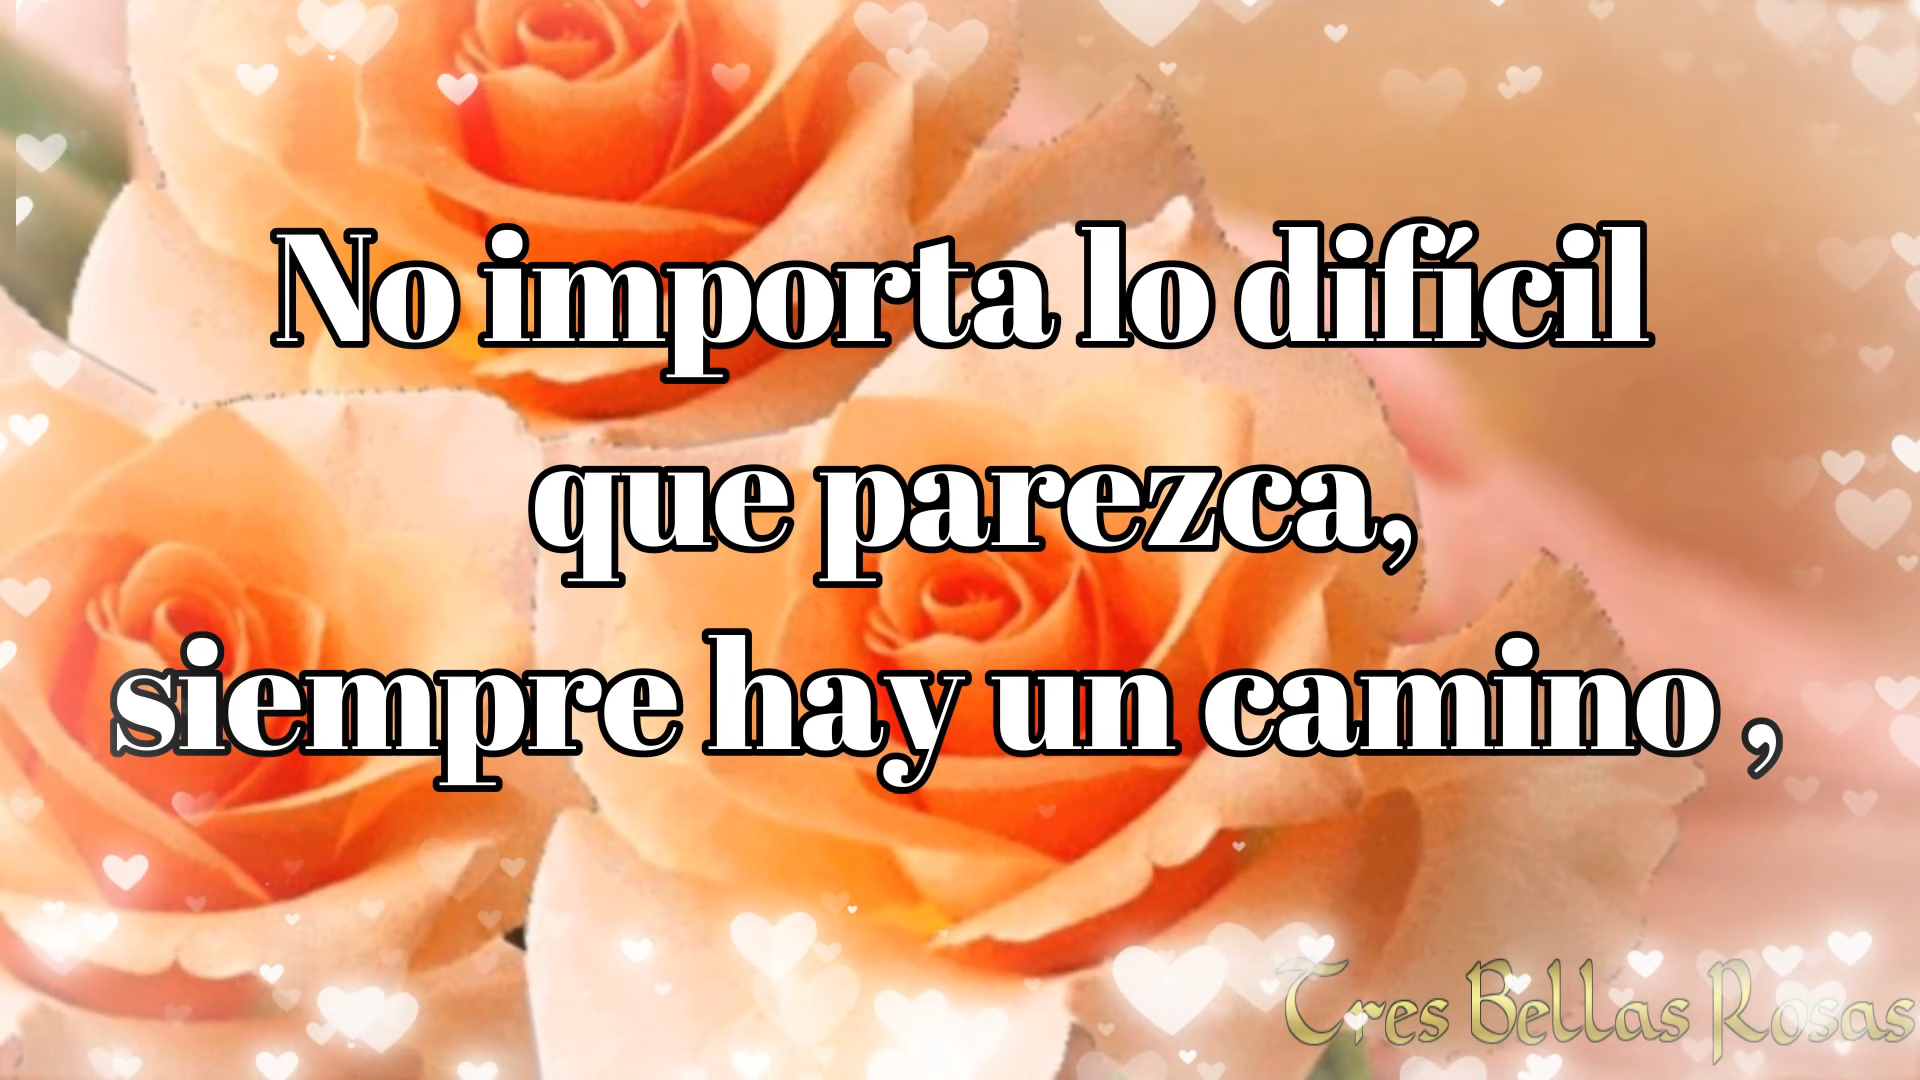 No importa lo difícil
que parezca,
siempre hay un camino ,
Tres Bellas Rosas